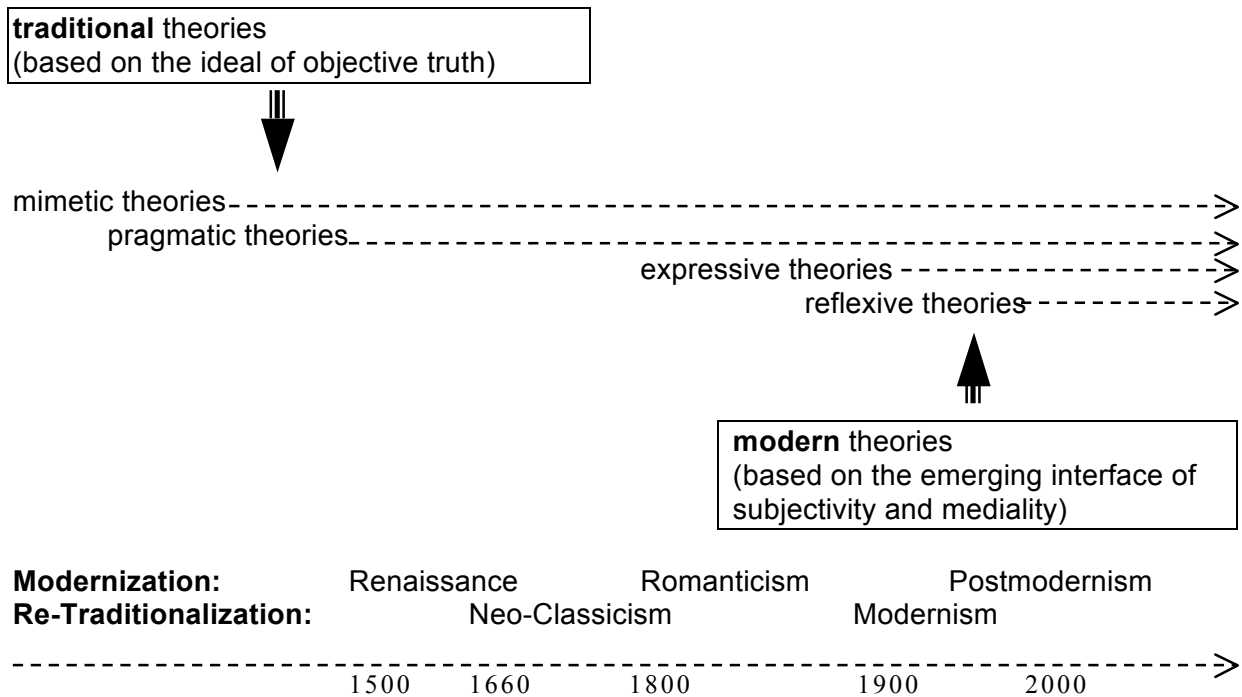 traditional theories
(based on the ideal of objective truth)
mimetic theories
pragmatic theories
expressive theories
reflexive theories
modern theories
(based on the emerging interface of
subjectivity and mediality)
Modernization: Renaissance Romanticism Postmodernism
Re-Traditionalization: Neo-Classicism Modernism
1500 1660 1800 1900 2000